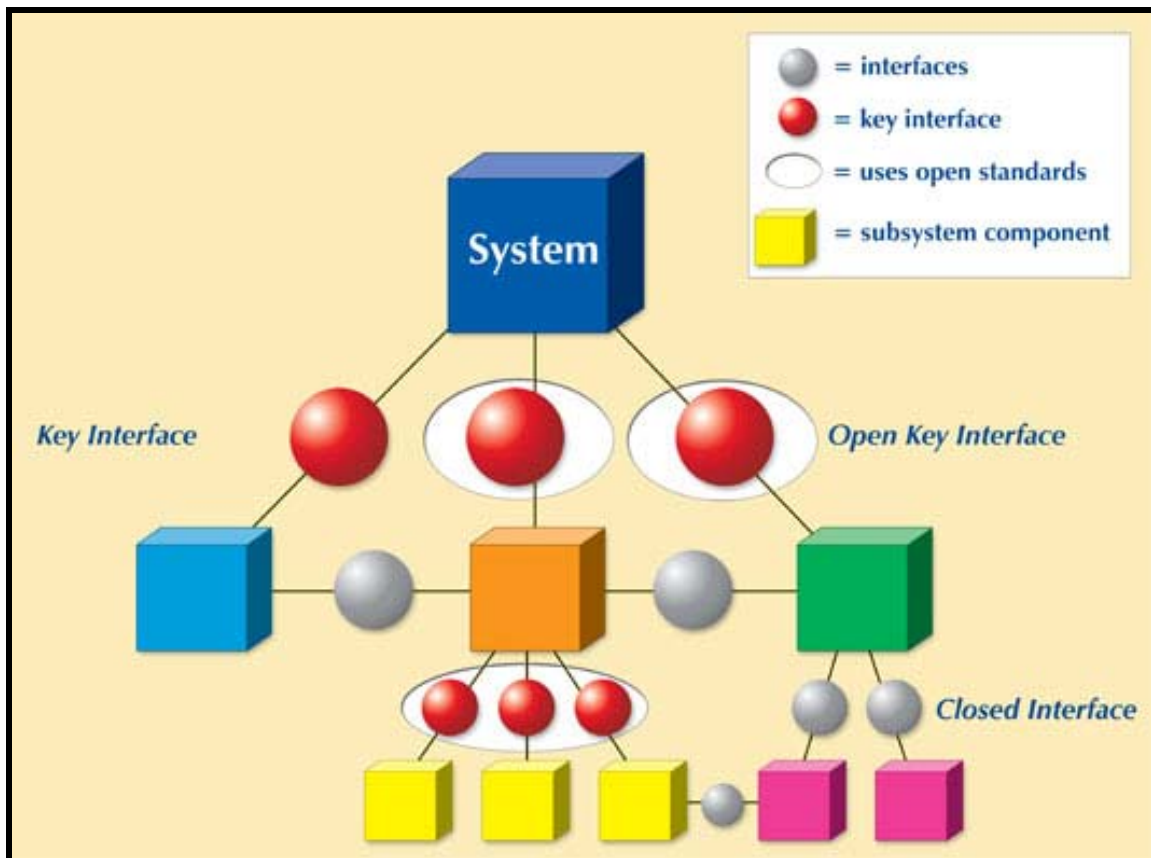 = interfaces
= key interface
= uses open standards
= subsystem component
System
Key Interface
Open Key Interface
Closed Interface